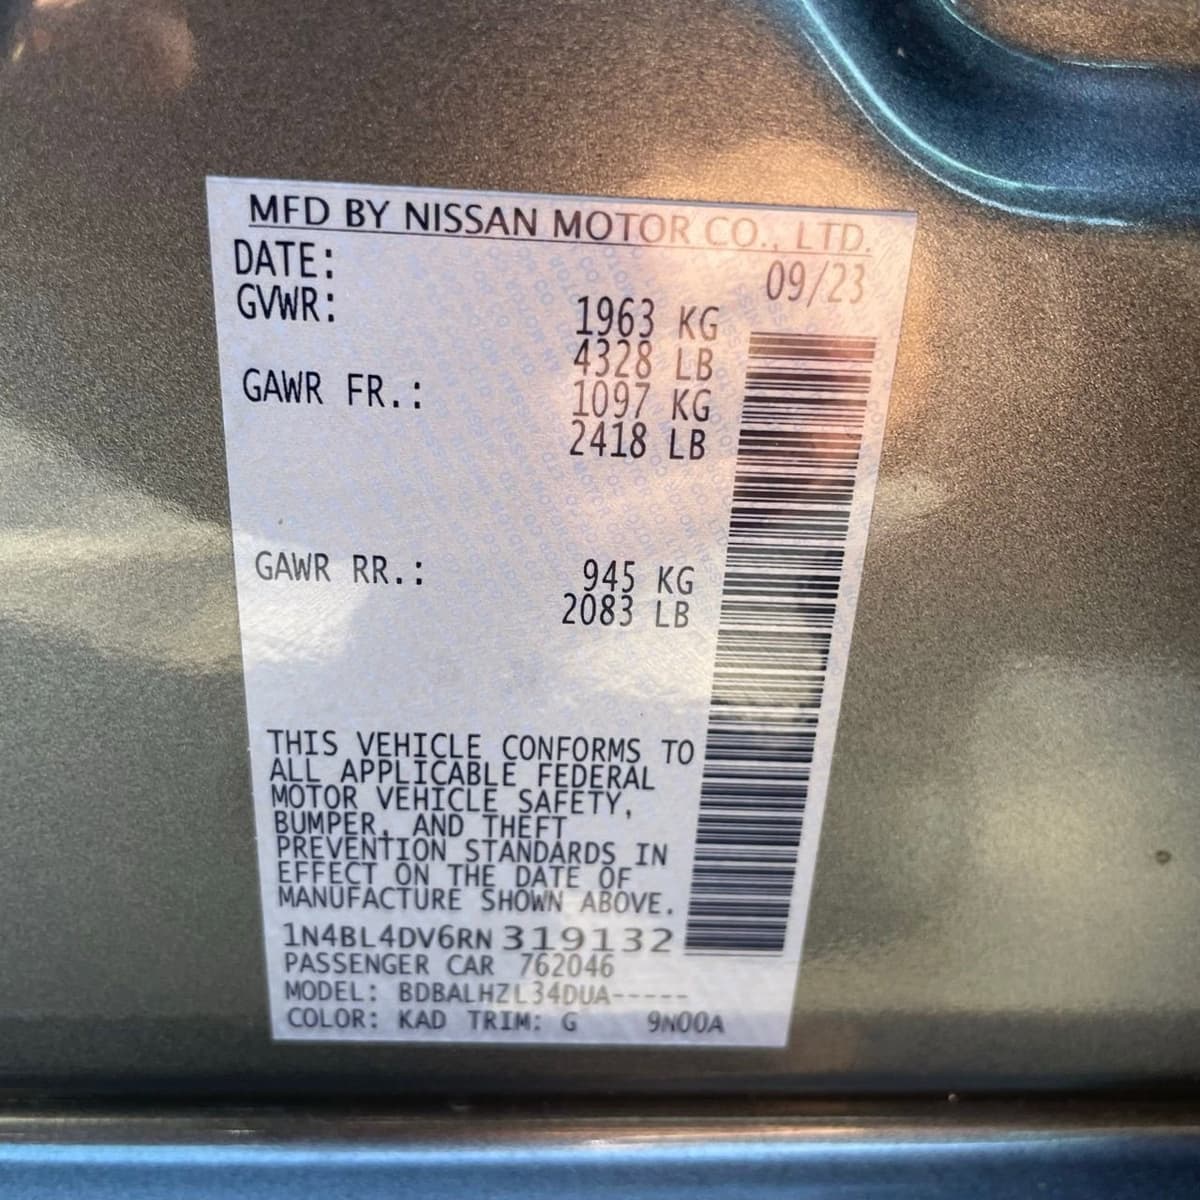 MFD BY NISSAN MOTOR CO., LTD.
DATE: 09/23
GVWR: 1963 KG
4328 LB
GAWR FR.: 1097 KG
2418 LB
GAWR RR.: 945 KG
2083 LB
THIS VEHICLE CONFORMS TO
ALL APPLICABLE FEDERAL
MOTOR VEHICLE SAFETY,
BUMPER, AND THEFT
PREVENTION STANDARDS IN
EFFECT ON THE DATE OF
MANUFACTURE SHOWN ABOVE.
1N4BL4DV6RN 319132
PASSENGER CAR 762046
MODEL: BDBALHZL34DUA-----
COLOR: KAD TRIM: G 9N00A